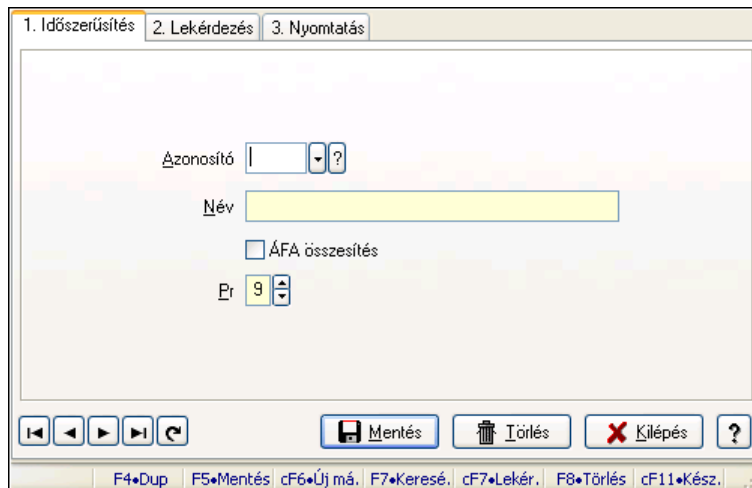 1. Időszerűsítés 2. Lekérdezés 3. Nyomtatás
Azonosító ?
Név
ÁFA összesítés
Pr 9
Mentés Törlés Kilépés ?
F4•Dup F5•Mentés cF6•Új má. F7•Keresé. cF7•Lekér. F8•Törlés cF11•Kész.